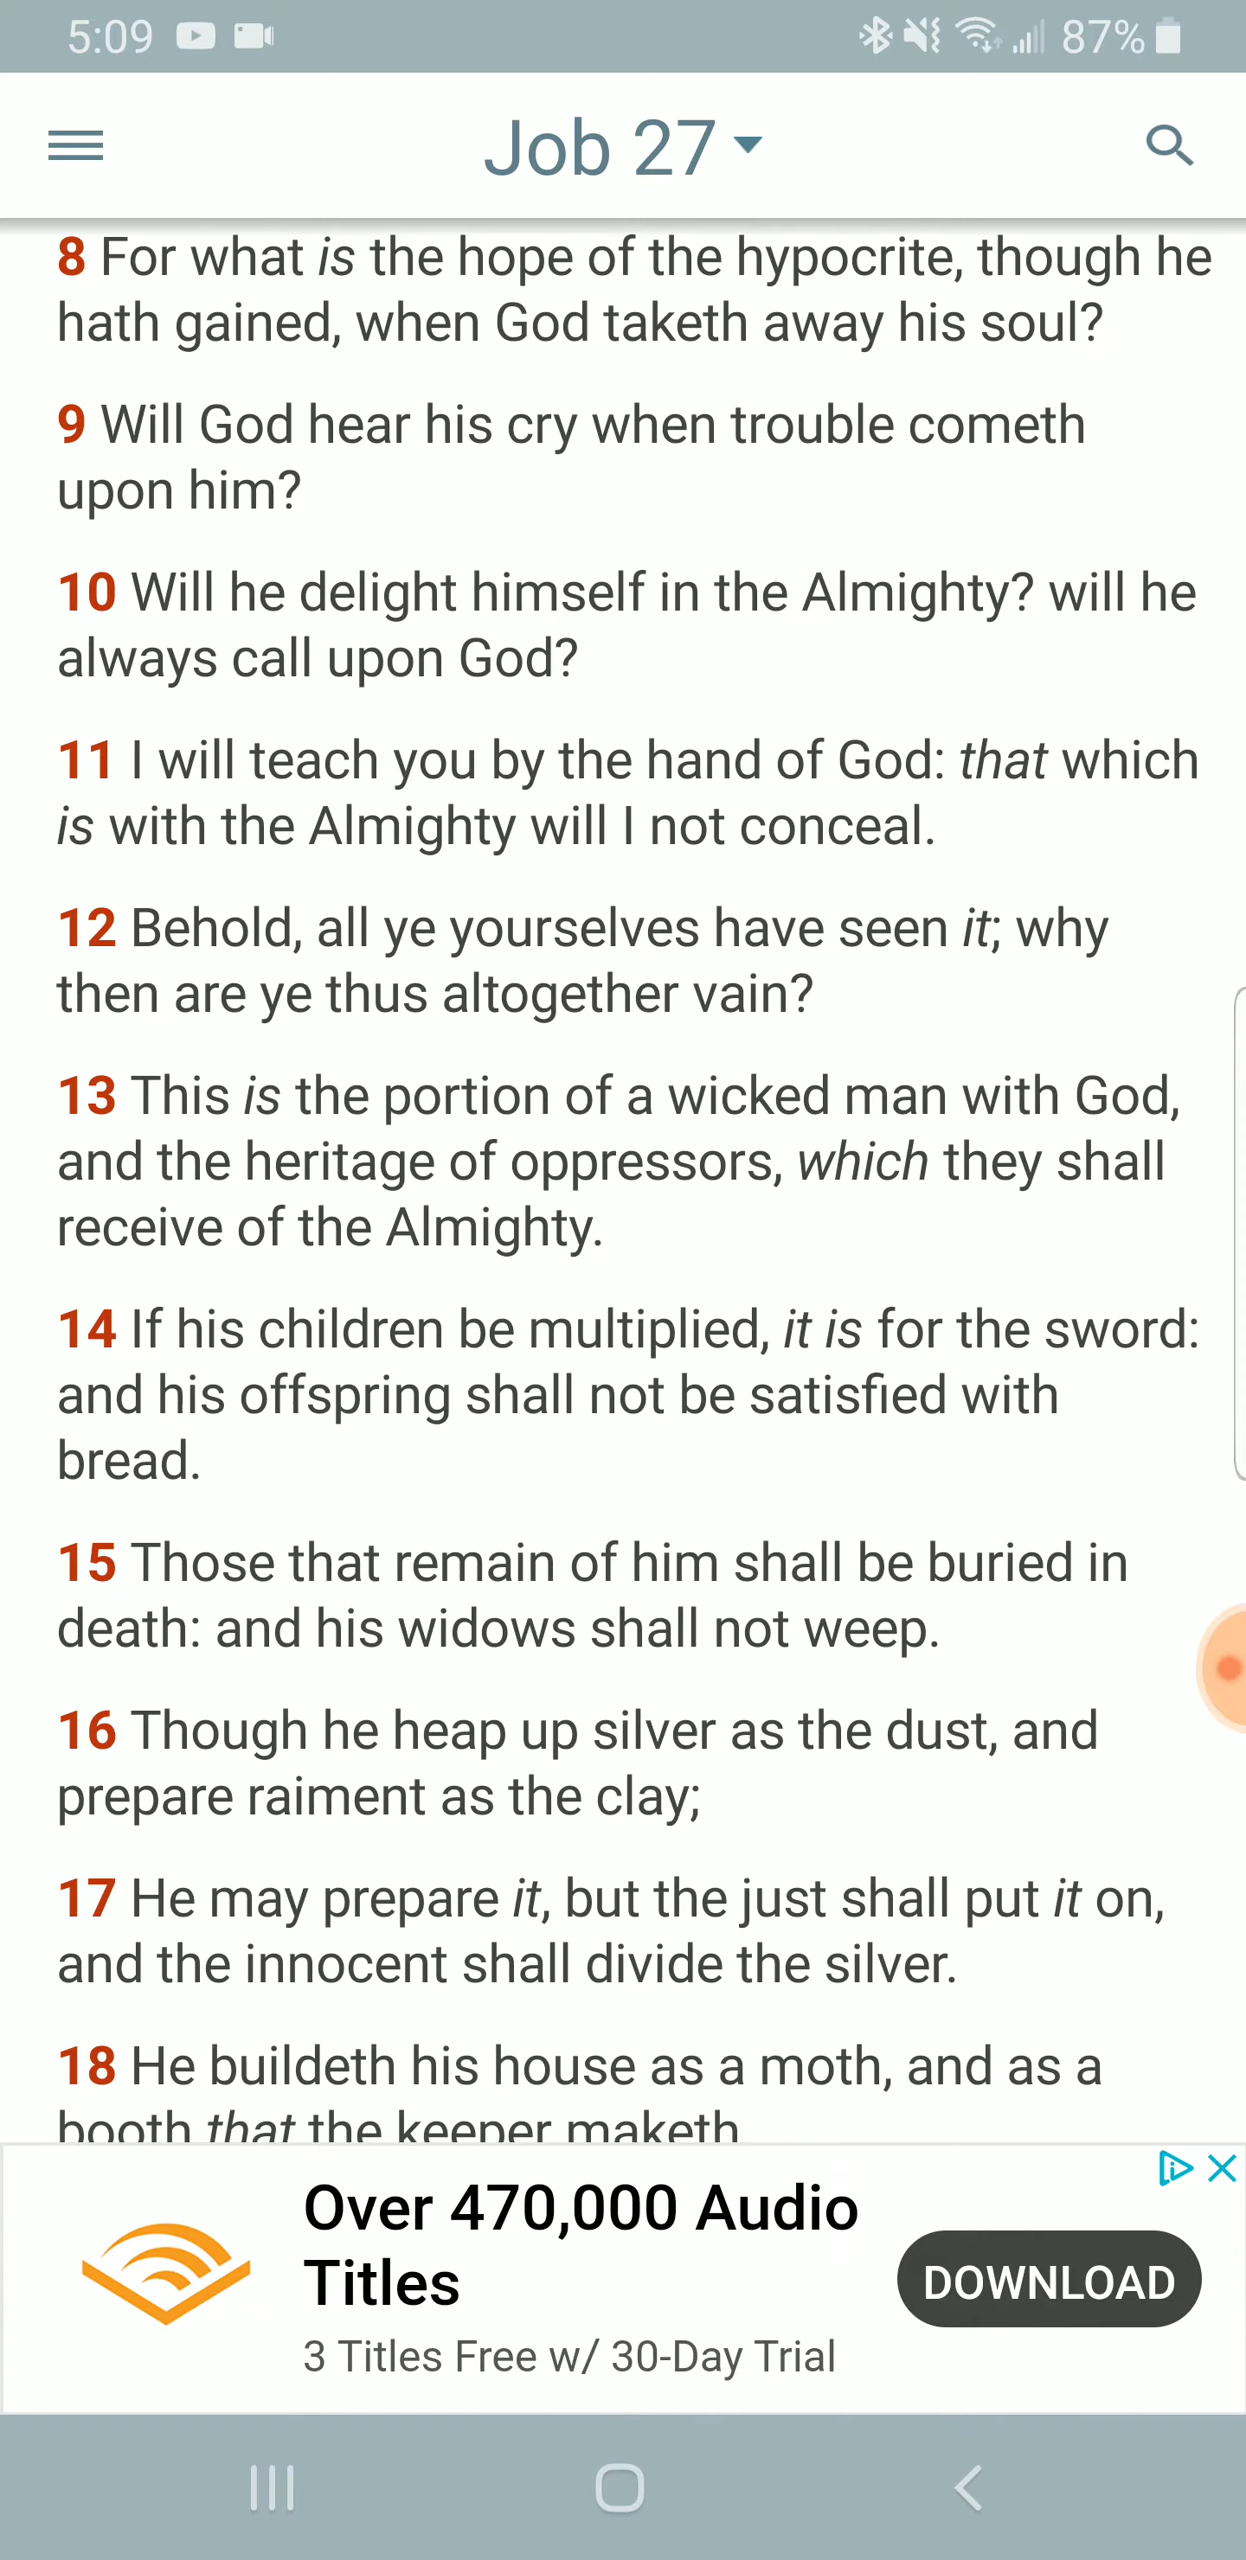 5:09
87%
Job 27
8 For what is the hope of the hypocrite, though he
hath gained, when God taketh away his soul?
9 Will God hear his cry when trouble cometh
upon him?
10 Will he delight himself in the Almighty? will he
always call upon God?
11 I will teach you by the hand of God: that which
is with the Almighty will I not conceal.
12 Behold, all ye yourselves have seen it; why
then are ye thus altogether vain?
13 This is the portion of a wicked man with God,
and the heritage of oppressors, which they shall
receive of the Almighty.
14 If his children be multiplied, it is for the sword:
and his offspring shall not be satisfied with
bread.
15 Those that remain of him shall be buried in
death: and his widows shall not weep.
16 Though he heap up silver as the dust, and
prepare raiment as the clay;
17 He may prepare it, but the just shall put it on,
and the innocent shall divide the silver.
18 He buildeth his house as a moth, and as a
booth that the keeper maketh
Over 470,000 Audio
Titles
3 Titles Free w/ 30-Day Trial
DOWNLOAD